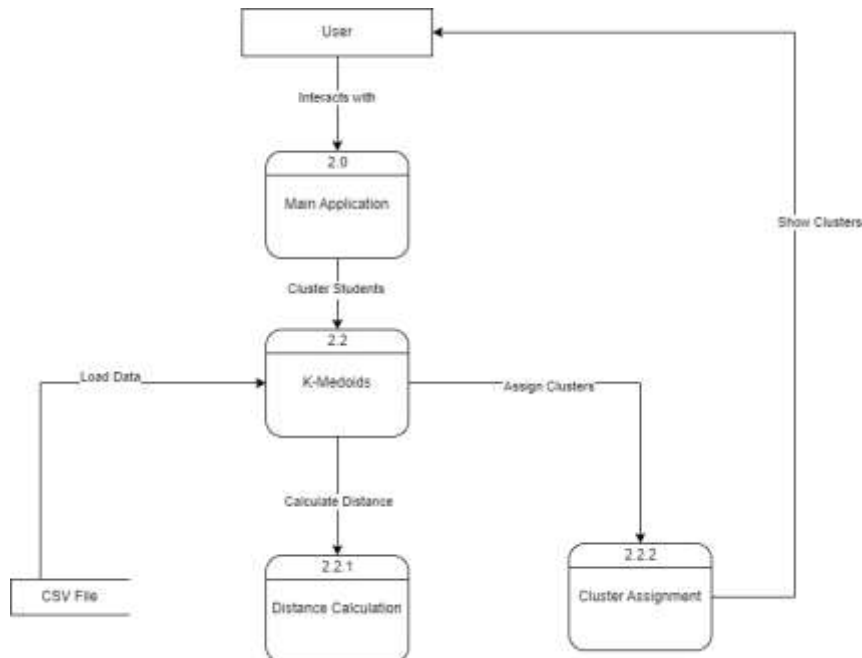 User
Interacts with
2.0
Main Application
Show Clusters
Cluster Students
2.2
K-Medoids
Load Data
Assign Clusters
Calculate Distance
2.2.1
Distance Calculation
2.2.2
Cluster Assignment
CSV File